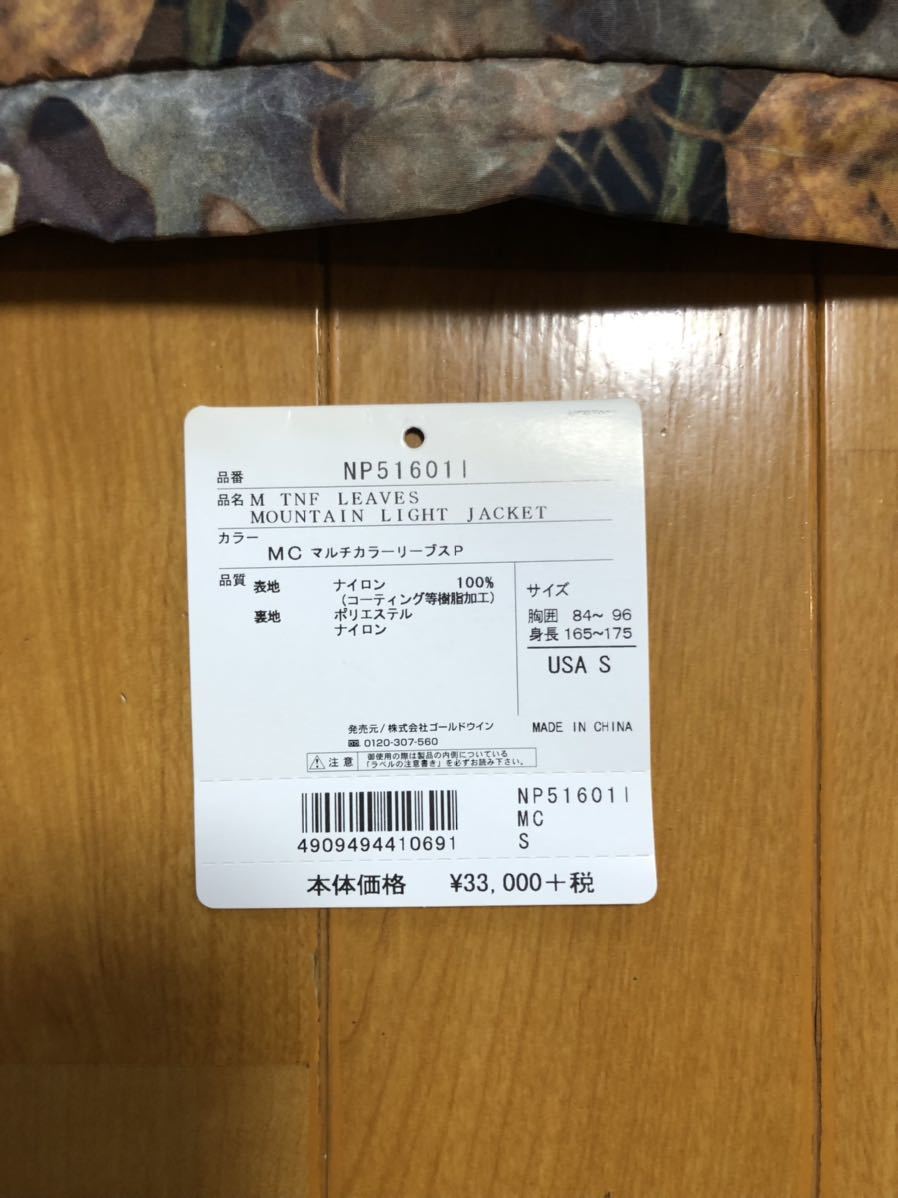 品番 NP51601I
品名 M TNF LEAVES
MOUNTAIN LIGHT JACKET
カラー
MC マルチカラーリーブスP
品質 表地 ナイロン 100%
(コーティング等樹脂加工)
裏地 ポリエステル
ナイロン
サイズ
胸囲 84~ 96
身長 165~175
USA S
発売元/株式会社ゴールドウイン
0120-307-560
MADE IN CHINA
注意 御使用の際は製品の内側についている
「ラベルの注意書き」を必ずお読み下さい。
4909494410691
NP51601I
MC
S
本体価格 ¥33,000+税